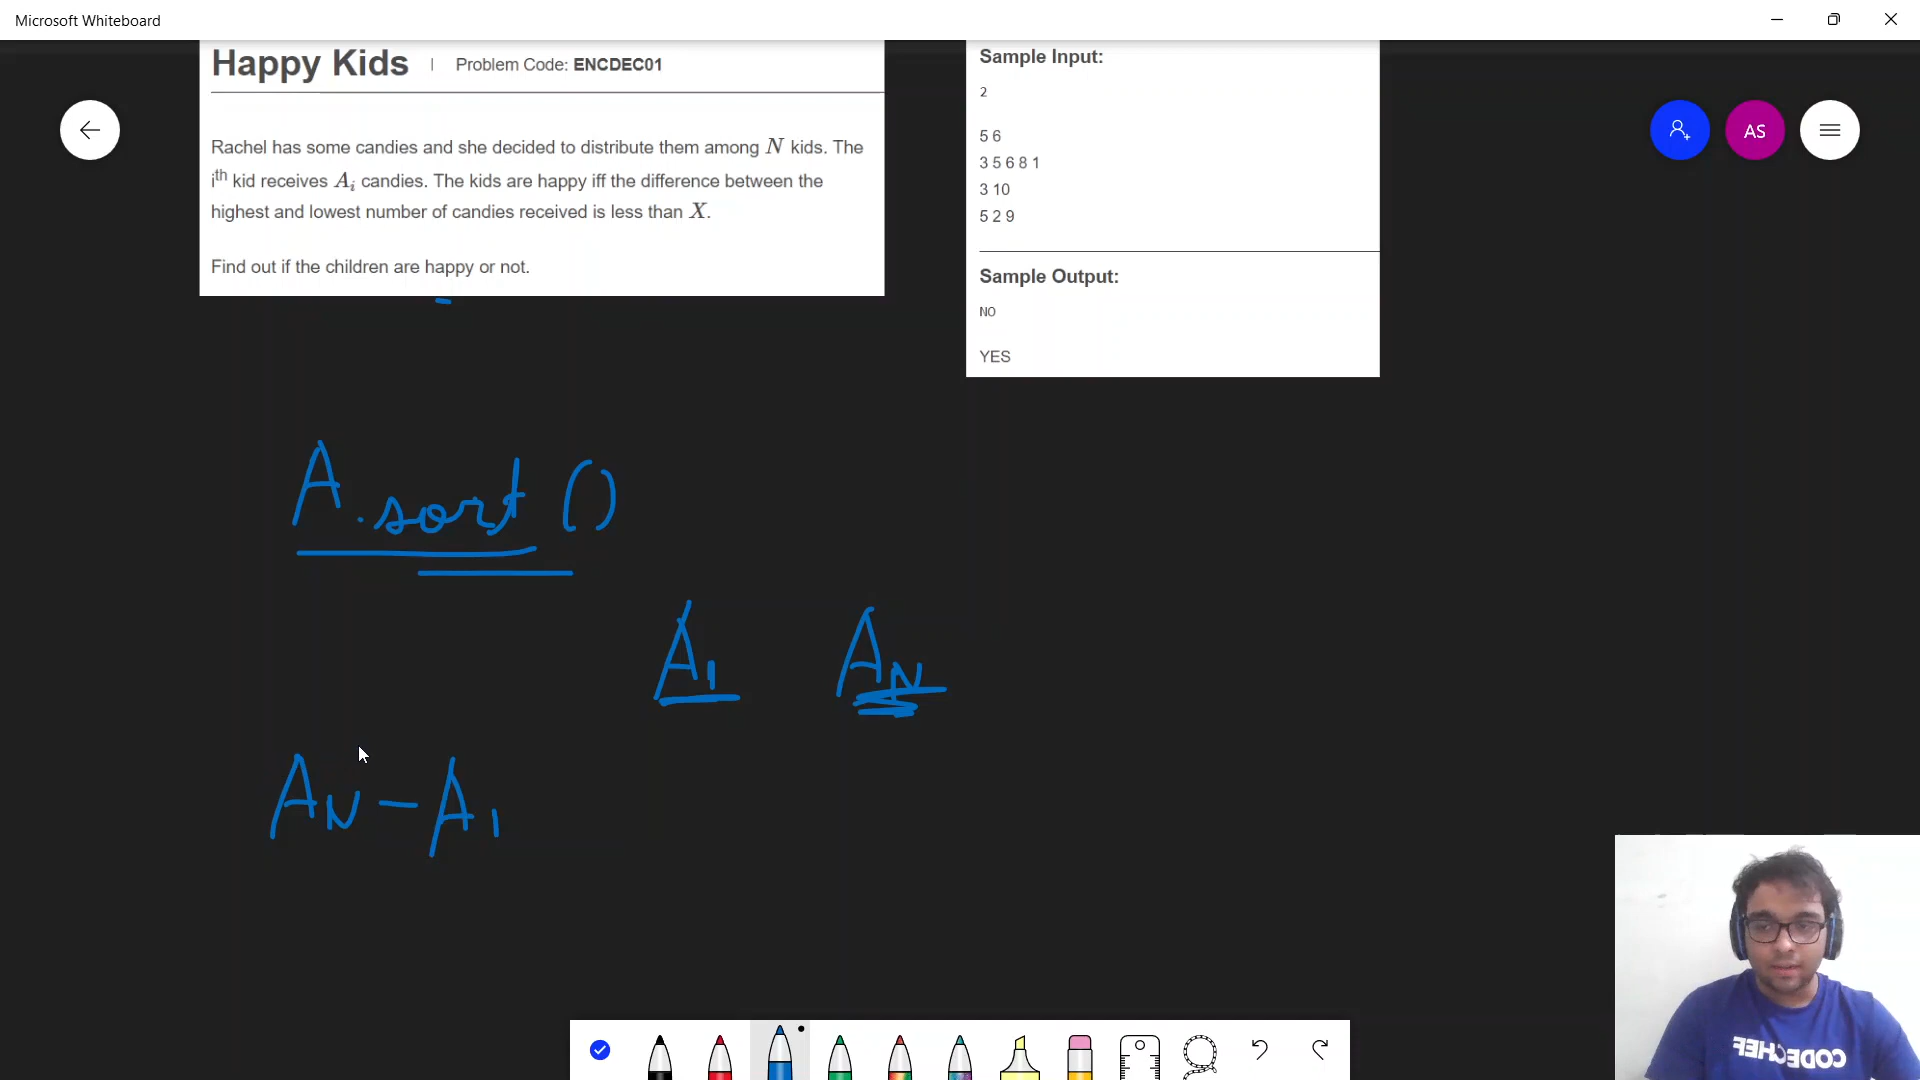 Microsoft Whiteboard
Happy Kids | Problem Code: ENCDEC01
Rachel has some candies and she decided to distribute them among N kids. The
ith kid receives Ai candies. The kids are happy iff the difference between the
highest and lowest number of candies received is less than X.
Find out if the children are happy or not.
Sample Input:
2
5 6
3 5 6 8 1
3 10
5 2 9
Sample Output:
NO
YES
AS
A.sort ()
A1 AN
AN - A1
CODECHEF